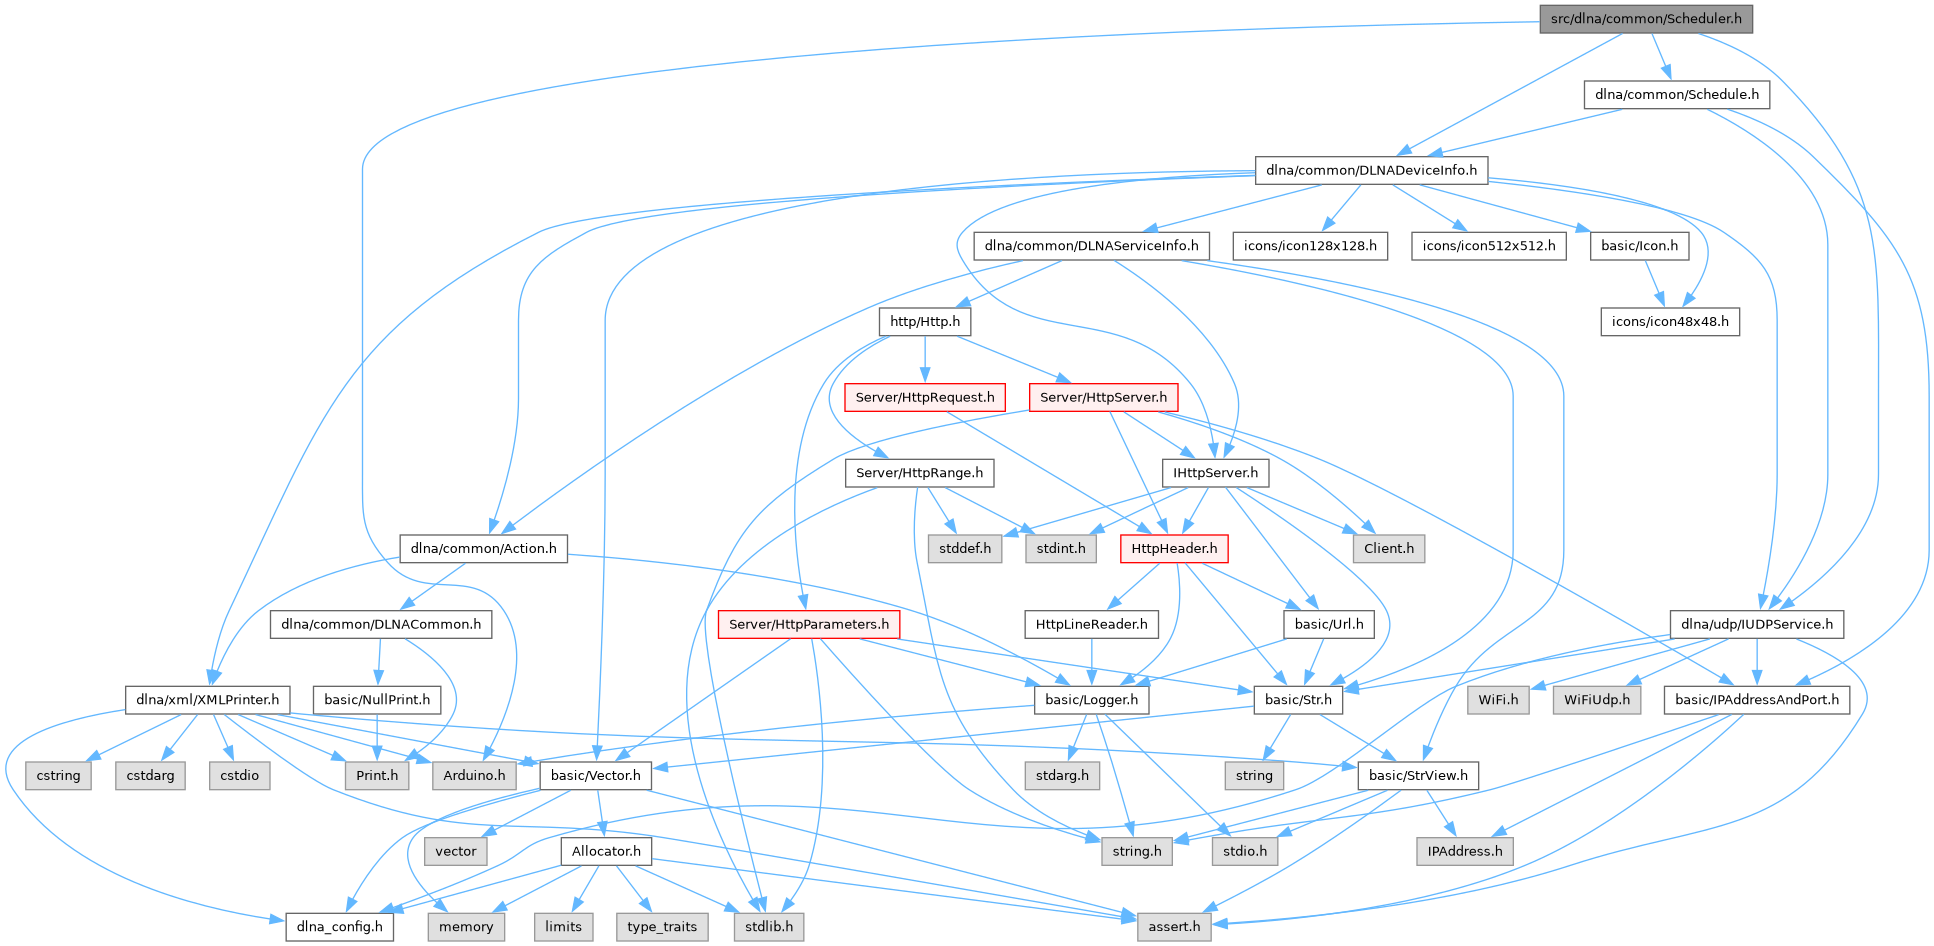 src/dlna/common/Scheduler.h
dlna/common/Schedule.h
dlna/common/DLNADeviceInfo.h
dlna/common/DLNAServiceInfo.h
icons/icon128x128.h
icons/icon512x512.h
basic/Icon.h
http/Http.h
icons/icon48x48.h
Server/HttpRequest.h
Server/HttpServer.h
Server/HttpRange.h
IHttpServer.h
dlna/common/Action.h
stddef.h
stdint.h
HttpHeader.h
Client.h
dlna/common/DLNACommon.h
Server/HttpParameters.h
HttpLineReader.h
basic/Url.h
dlna/udp/IUDPService.h
dlna/xml/XMLPrinter.h
basic/NullPrint.h
basic/Logger.h
basic/Str.h
WiFi.h
WiFiUdp.h
basic/IPAddressAndPort.h
cstring
cstdarg
cstdio
Print.h
Arduino.h
basic/Vector.h
stdarg.h
string
basic/StrView.h
vector
Allocator.h
string.h
stdio.h
IPAddress.h
dlna_config.h
memory
limits
type_traits
stdlib.h
assert.h